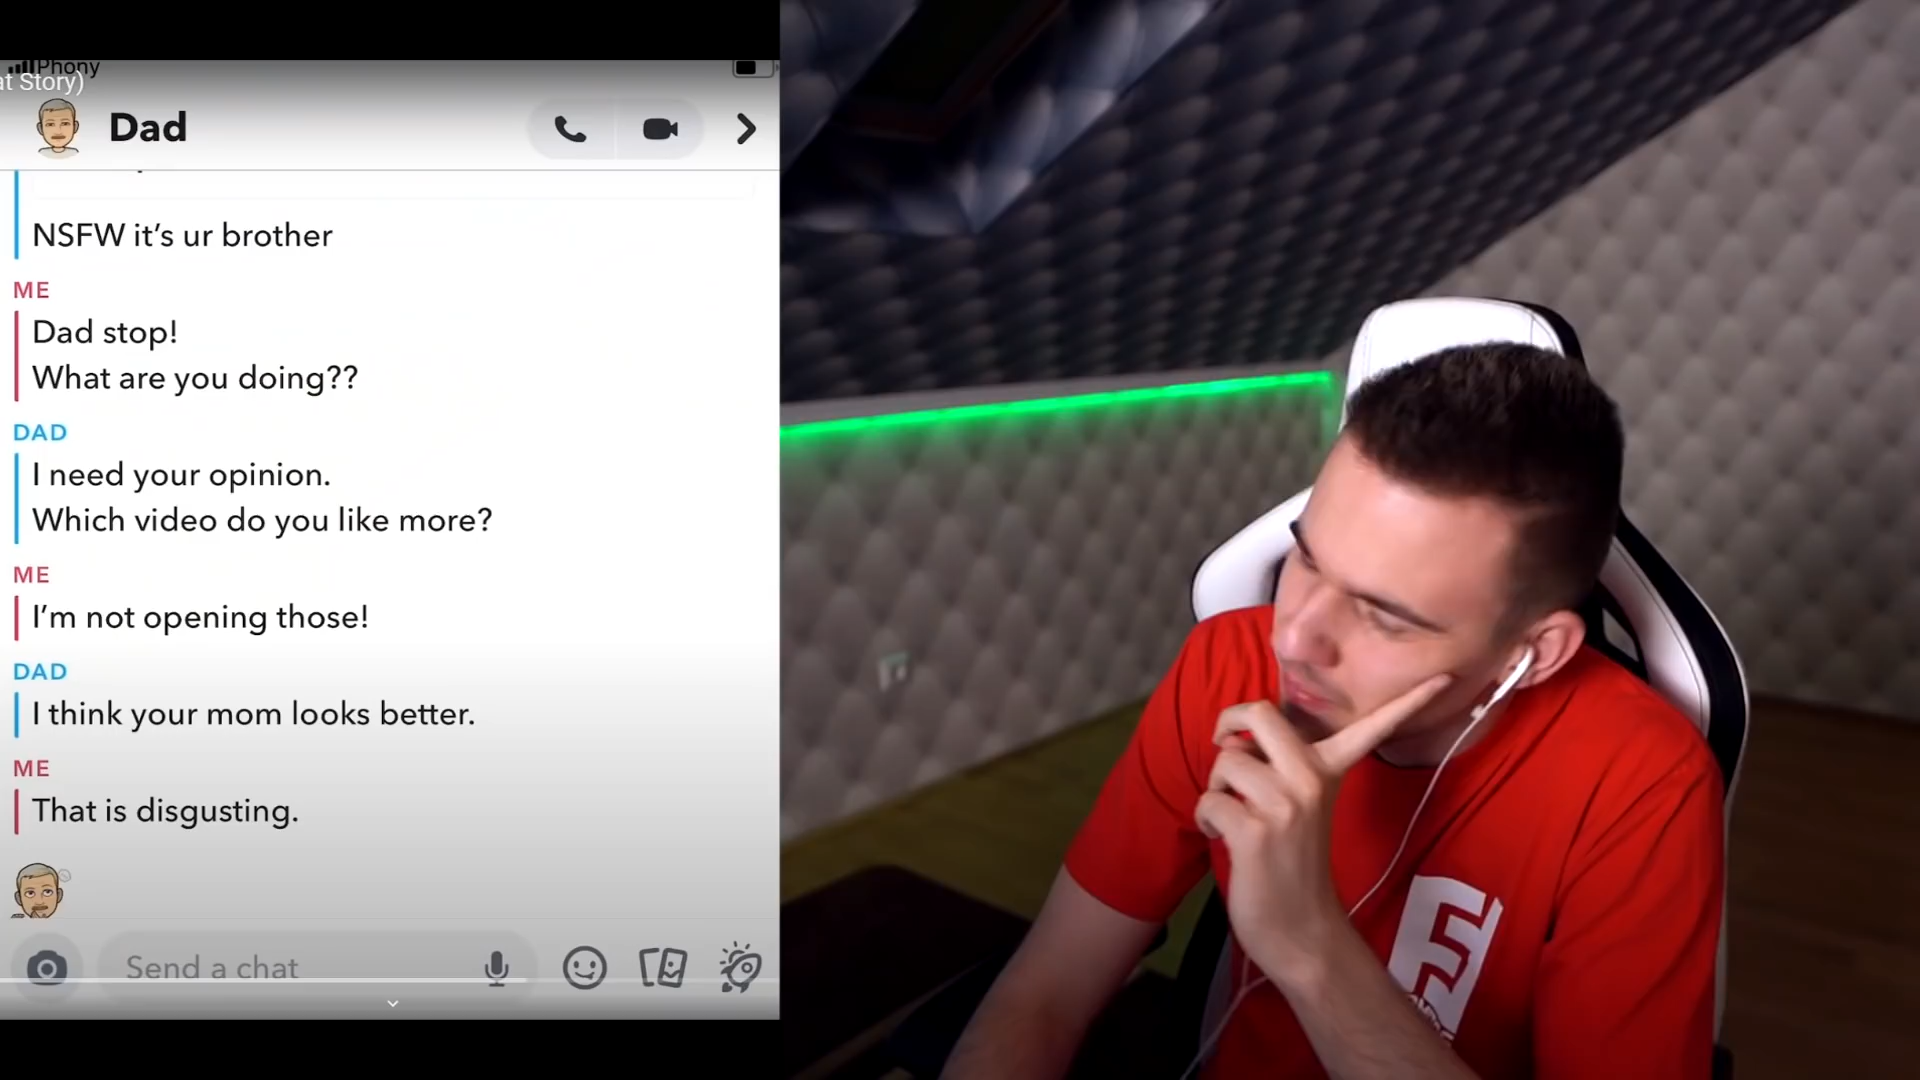 Phony
at Story)
Dad
NSFW it's ur brother
ME
Dad stop!
What are you doing??
DAD
I need your opinion.
Which video do you like more?
ME
I'm not opening those!
DAD
I think your mom looks better.
ME
That is disgusting.
Send a chat